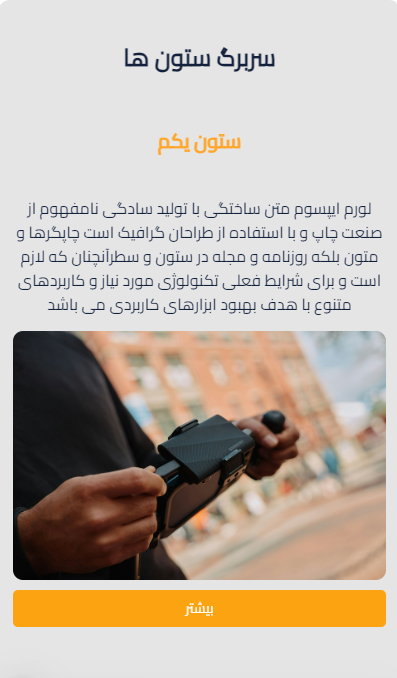 سربرگ ستون ها
ستون یکم
لورم ایپسوم متن ساختگی با تولید سادگی نامفهوم از
صنعت چاپ و با استفاده از طراحان گرافیک است چاپگرها و
متون بلکه روزنامه و مجله در ستون و سطرآنچنان که لازم
است و برای شرایط فعلی تکنولوژی مورد نیاز و کاربردهای
متنوع با هدف بهبود ابزارهای کاربردی می باشد
بیشتر